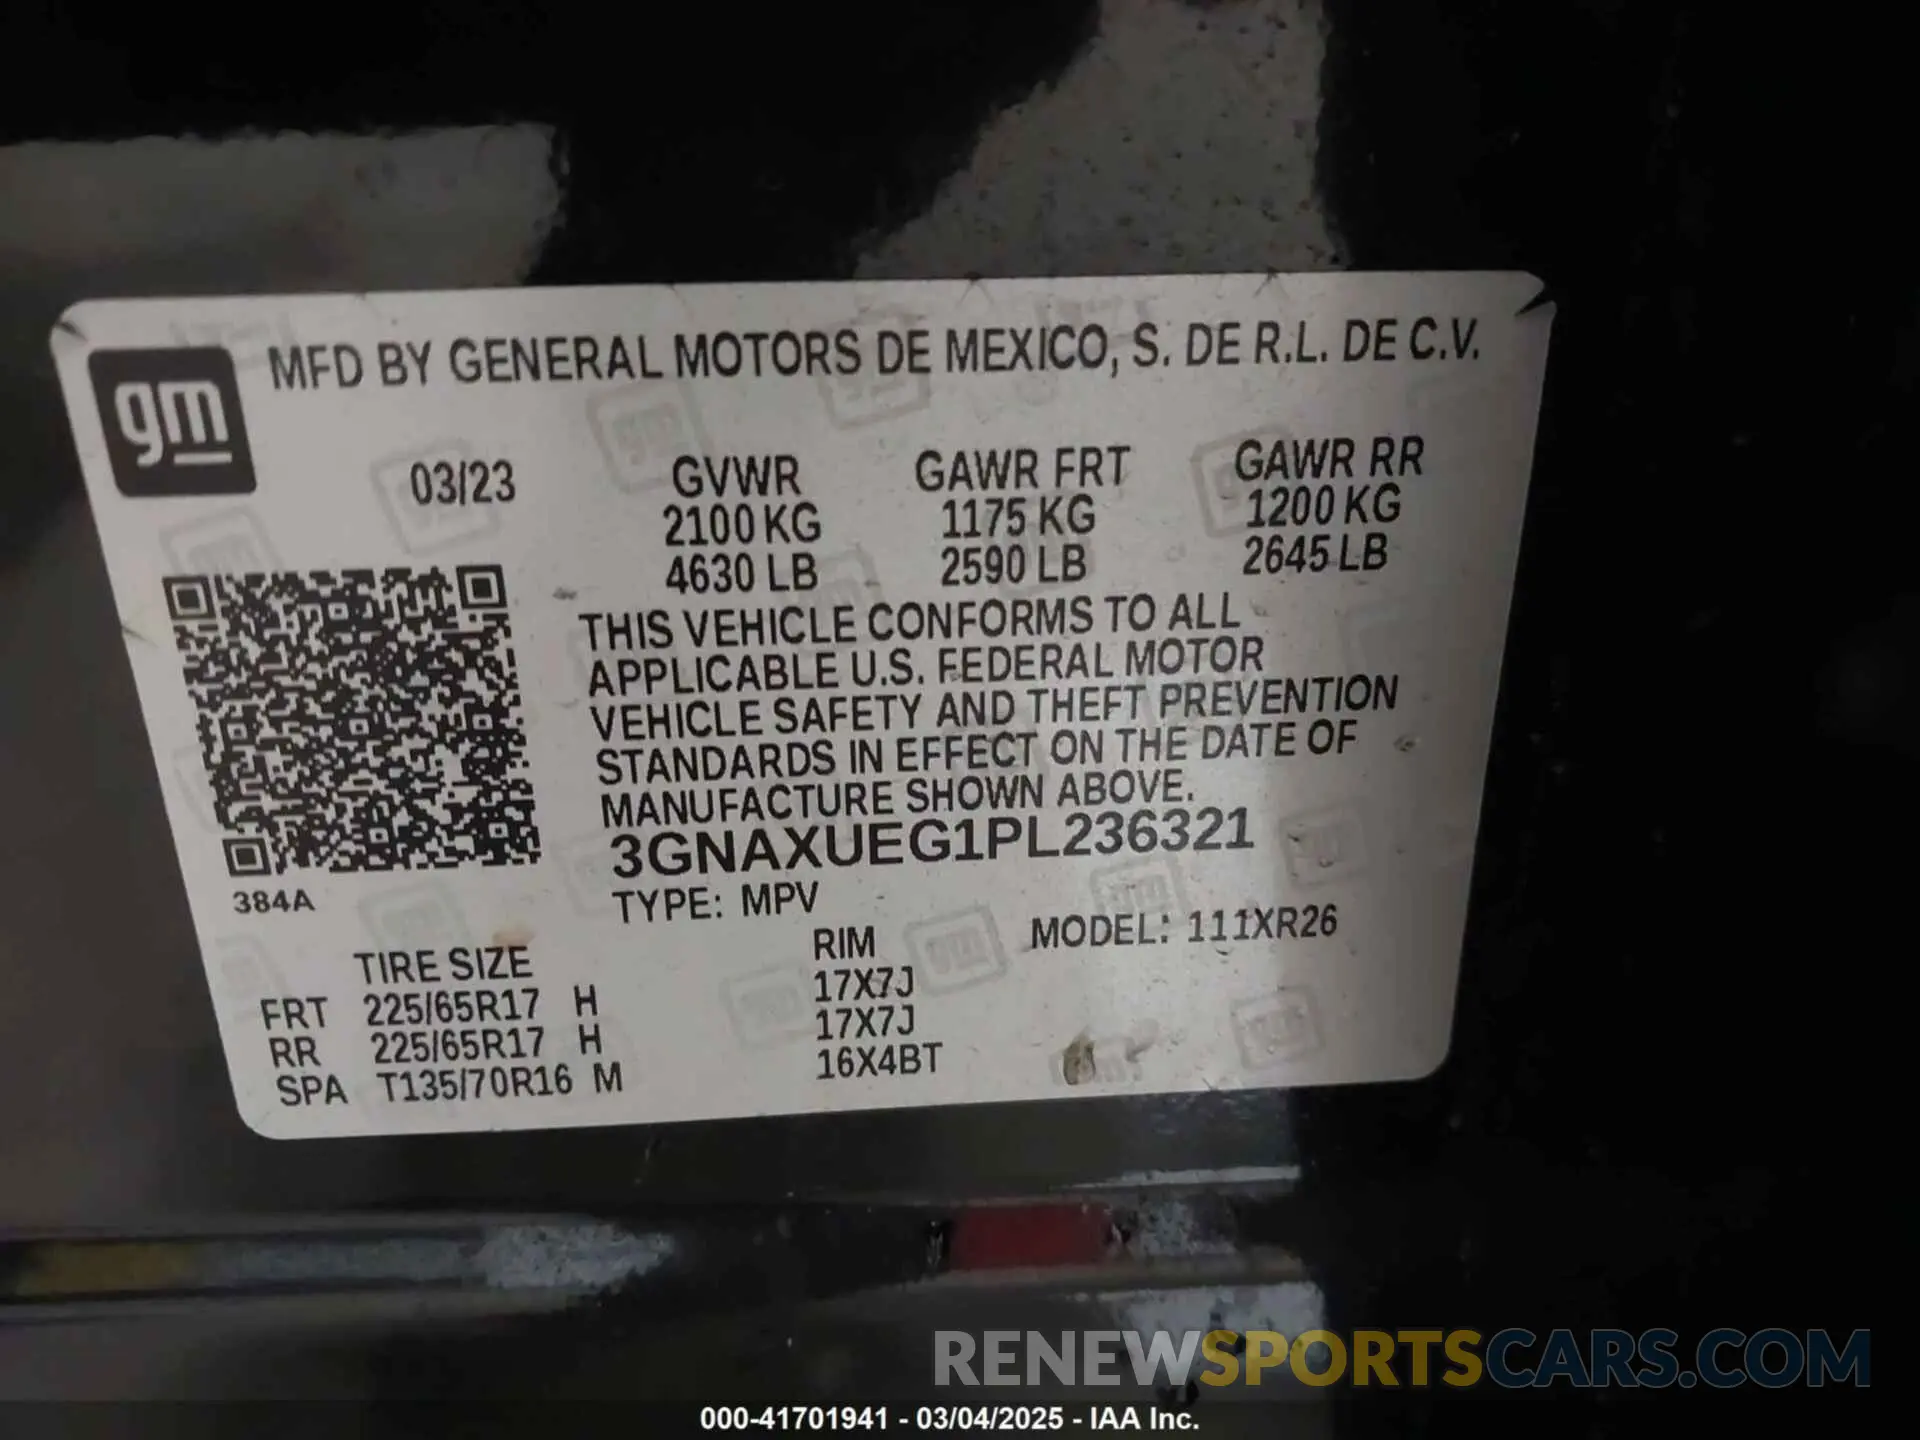 gm
MFD BY GENERAL MOTORS DE MEXICO, S. DE R.L. DE C.V.
03/23 GVWR GAWR FRT GAWR RR
2100 KG 1175 KG 1200 KG
4630 LB 2590 LB 2645 LB
THIS VEHICLE CONFORMS TO ALL
APPLICABLE U.S. FEDERAL MOTOR
VEHICLE SAFETY AND THEFT PREVENTION
STANDARDS IN EFFECT ON THE DATE OF
MANUFACTURE SHOWN ABOVE.
3GNAXUEG1PL236321
384A
TYPE: MPV
MODEL: 111XR26
TIRE SIZE RIM
FRT 225/65R17 H 17X7J
RR 225/65R17 H 17X7J
SPA T135/70R16 M 16X4BT
RENEWSPORTSCARS.COM
000-41701941 - 03/04/2025 - IAA Inc.